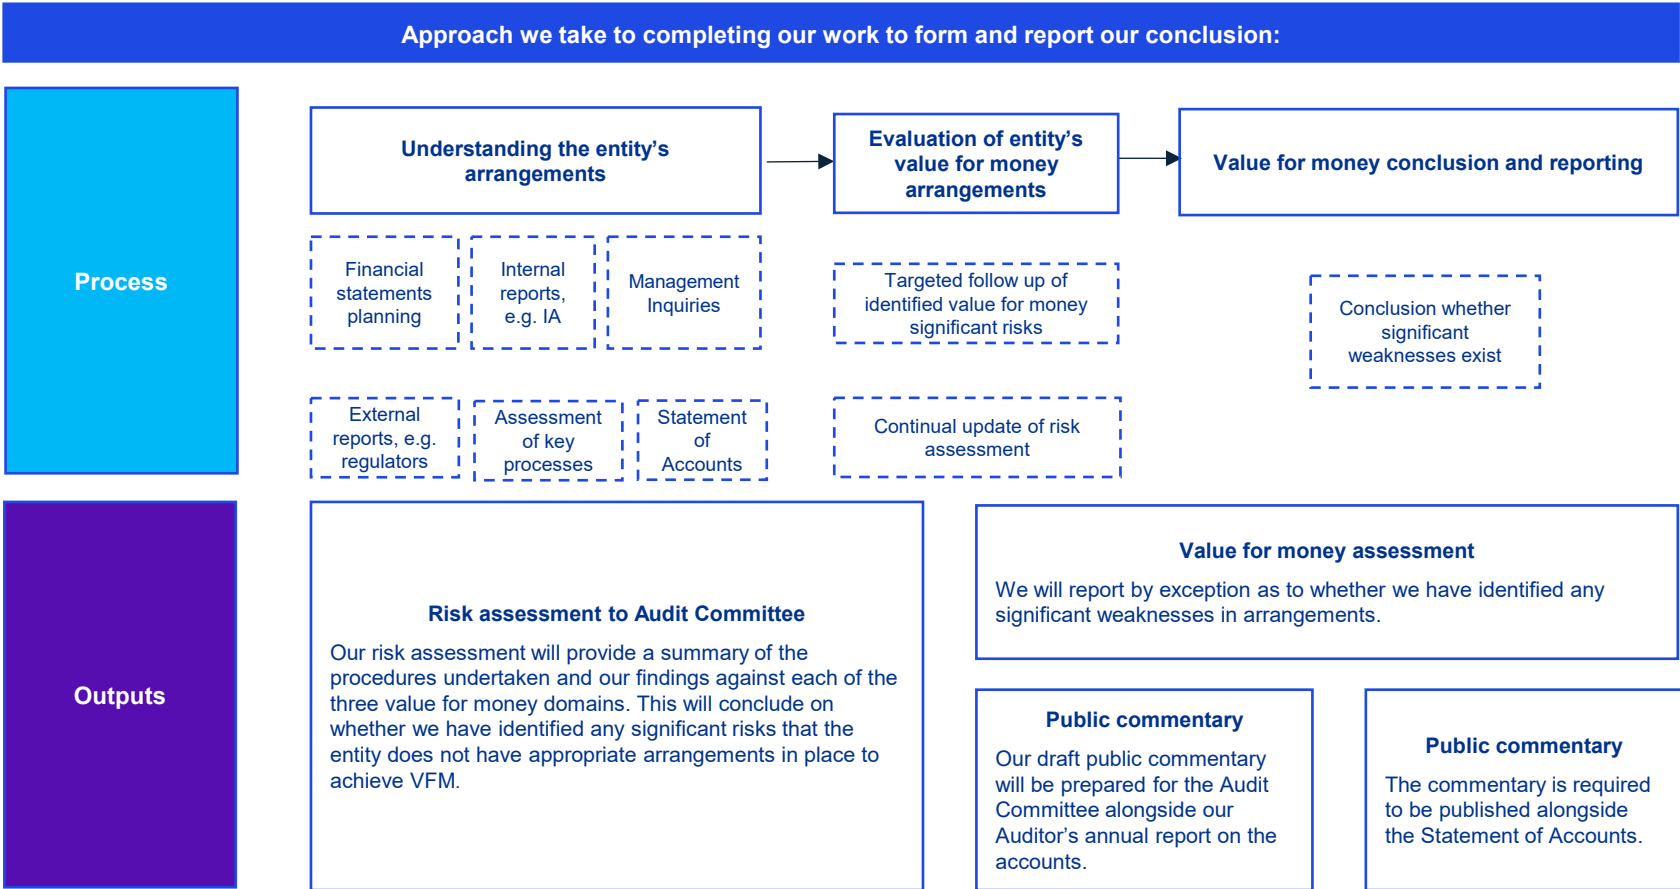 Approach we take to completing our work to form and report our conclusion:
Process
Understanding the entity's
arrangements
Evaluation of entity's
value for money
arrangements
Value for money conclusion and reporting
Financial
statements
planning
Internal
reports,
e.g. IA
Management
Inquiries
Targeted follow up of
identified value for money
significant risks
Conclusion whether
significant
weaknesses exist
External
reports, e.g.
regulators
Assessment
of key
processes
Statement
of
Accounts
Continual update of risk
assessment
Outputs
Risk assessment to Audit Committee
Our risk assessment will provide a summary of the
procedures undertaken and our findings against each of the
three value for money domains. This will conclude on
whether we have identified any significant risks that the
entity does not have appropriate arrangements in place to
achieve VFM.
Value for money assessment
We will report by exception as to whether we have identified any
significant weaknesses in arrangements.
Public commentary
Our draft public commentary
will be prepared for the Audit
Committee alongside our
Auditor's annual report on the
accounts.
Public commentary
The commentary is required
to be published alongside
the Statement of Accounts.